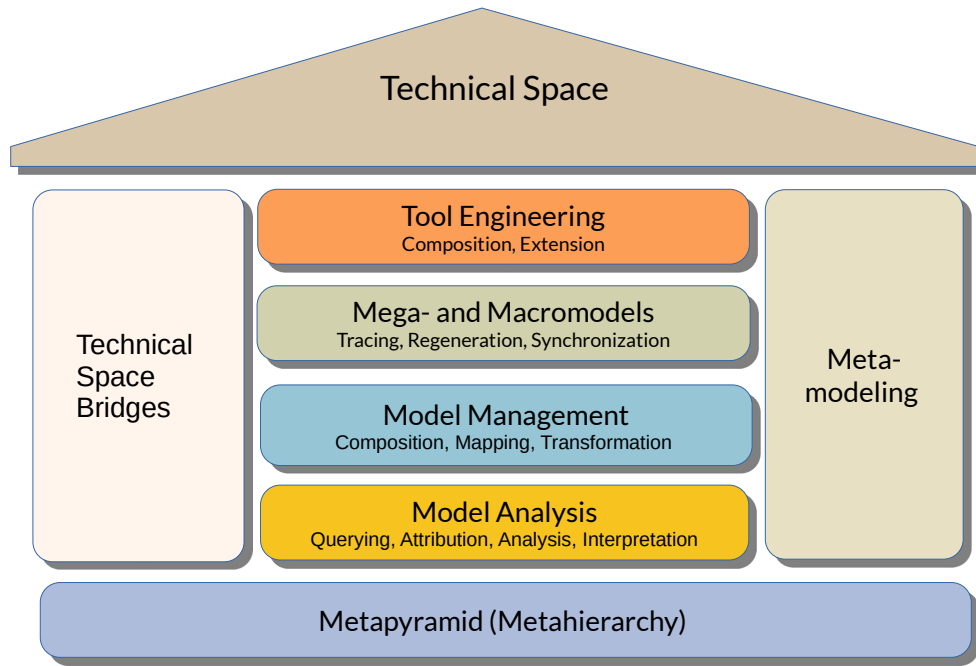 Technical Space
Tool Engineering
Composition, Extension
Mega- and Macromodels
Tracing, Regeneration, Synchronization
Technical
Space
Bridges
Meta-
modeling
Model Management
Composition, Mapping, Transformation
Model Analysis
Querying, Attribution, Analysis, Interpretation
Metapyramid (Metahierarchy)